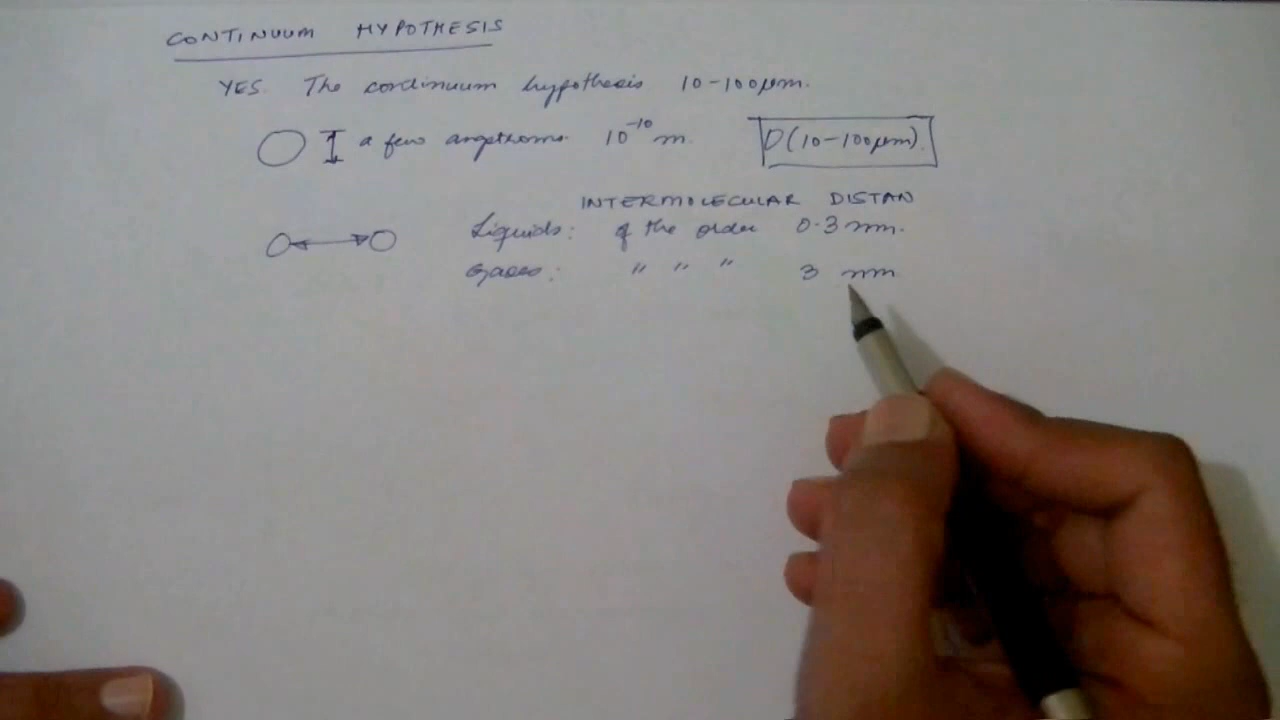 CONTINUUM HYPOTHESIS
YES. The continuum hypothesis 10-100μm.
a few angsthoms. 10⁻¹⁰ m. D(10-100μm).
INTERMOLECULAR DISTAN
Liquids: of the order 0.3 nm.
Gases: " " " 3 nm